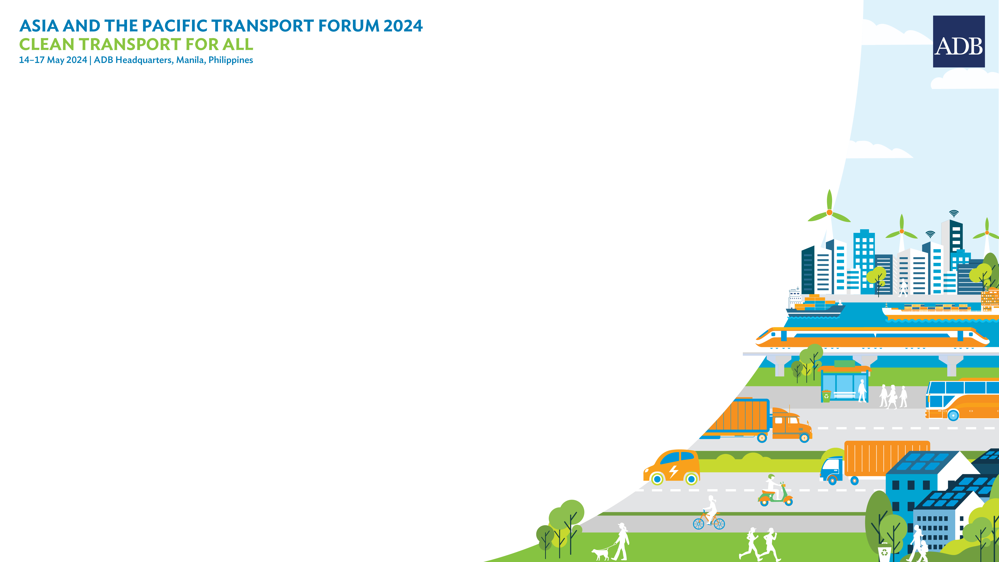 ASIA AND THE PACIFIC TRANSPORT FORUM 2024
CLEAN TRANSPORT FOR ALL
14–17 May 2024 | ADB Headquarters, Manila, Philippines
ADB